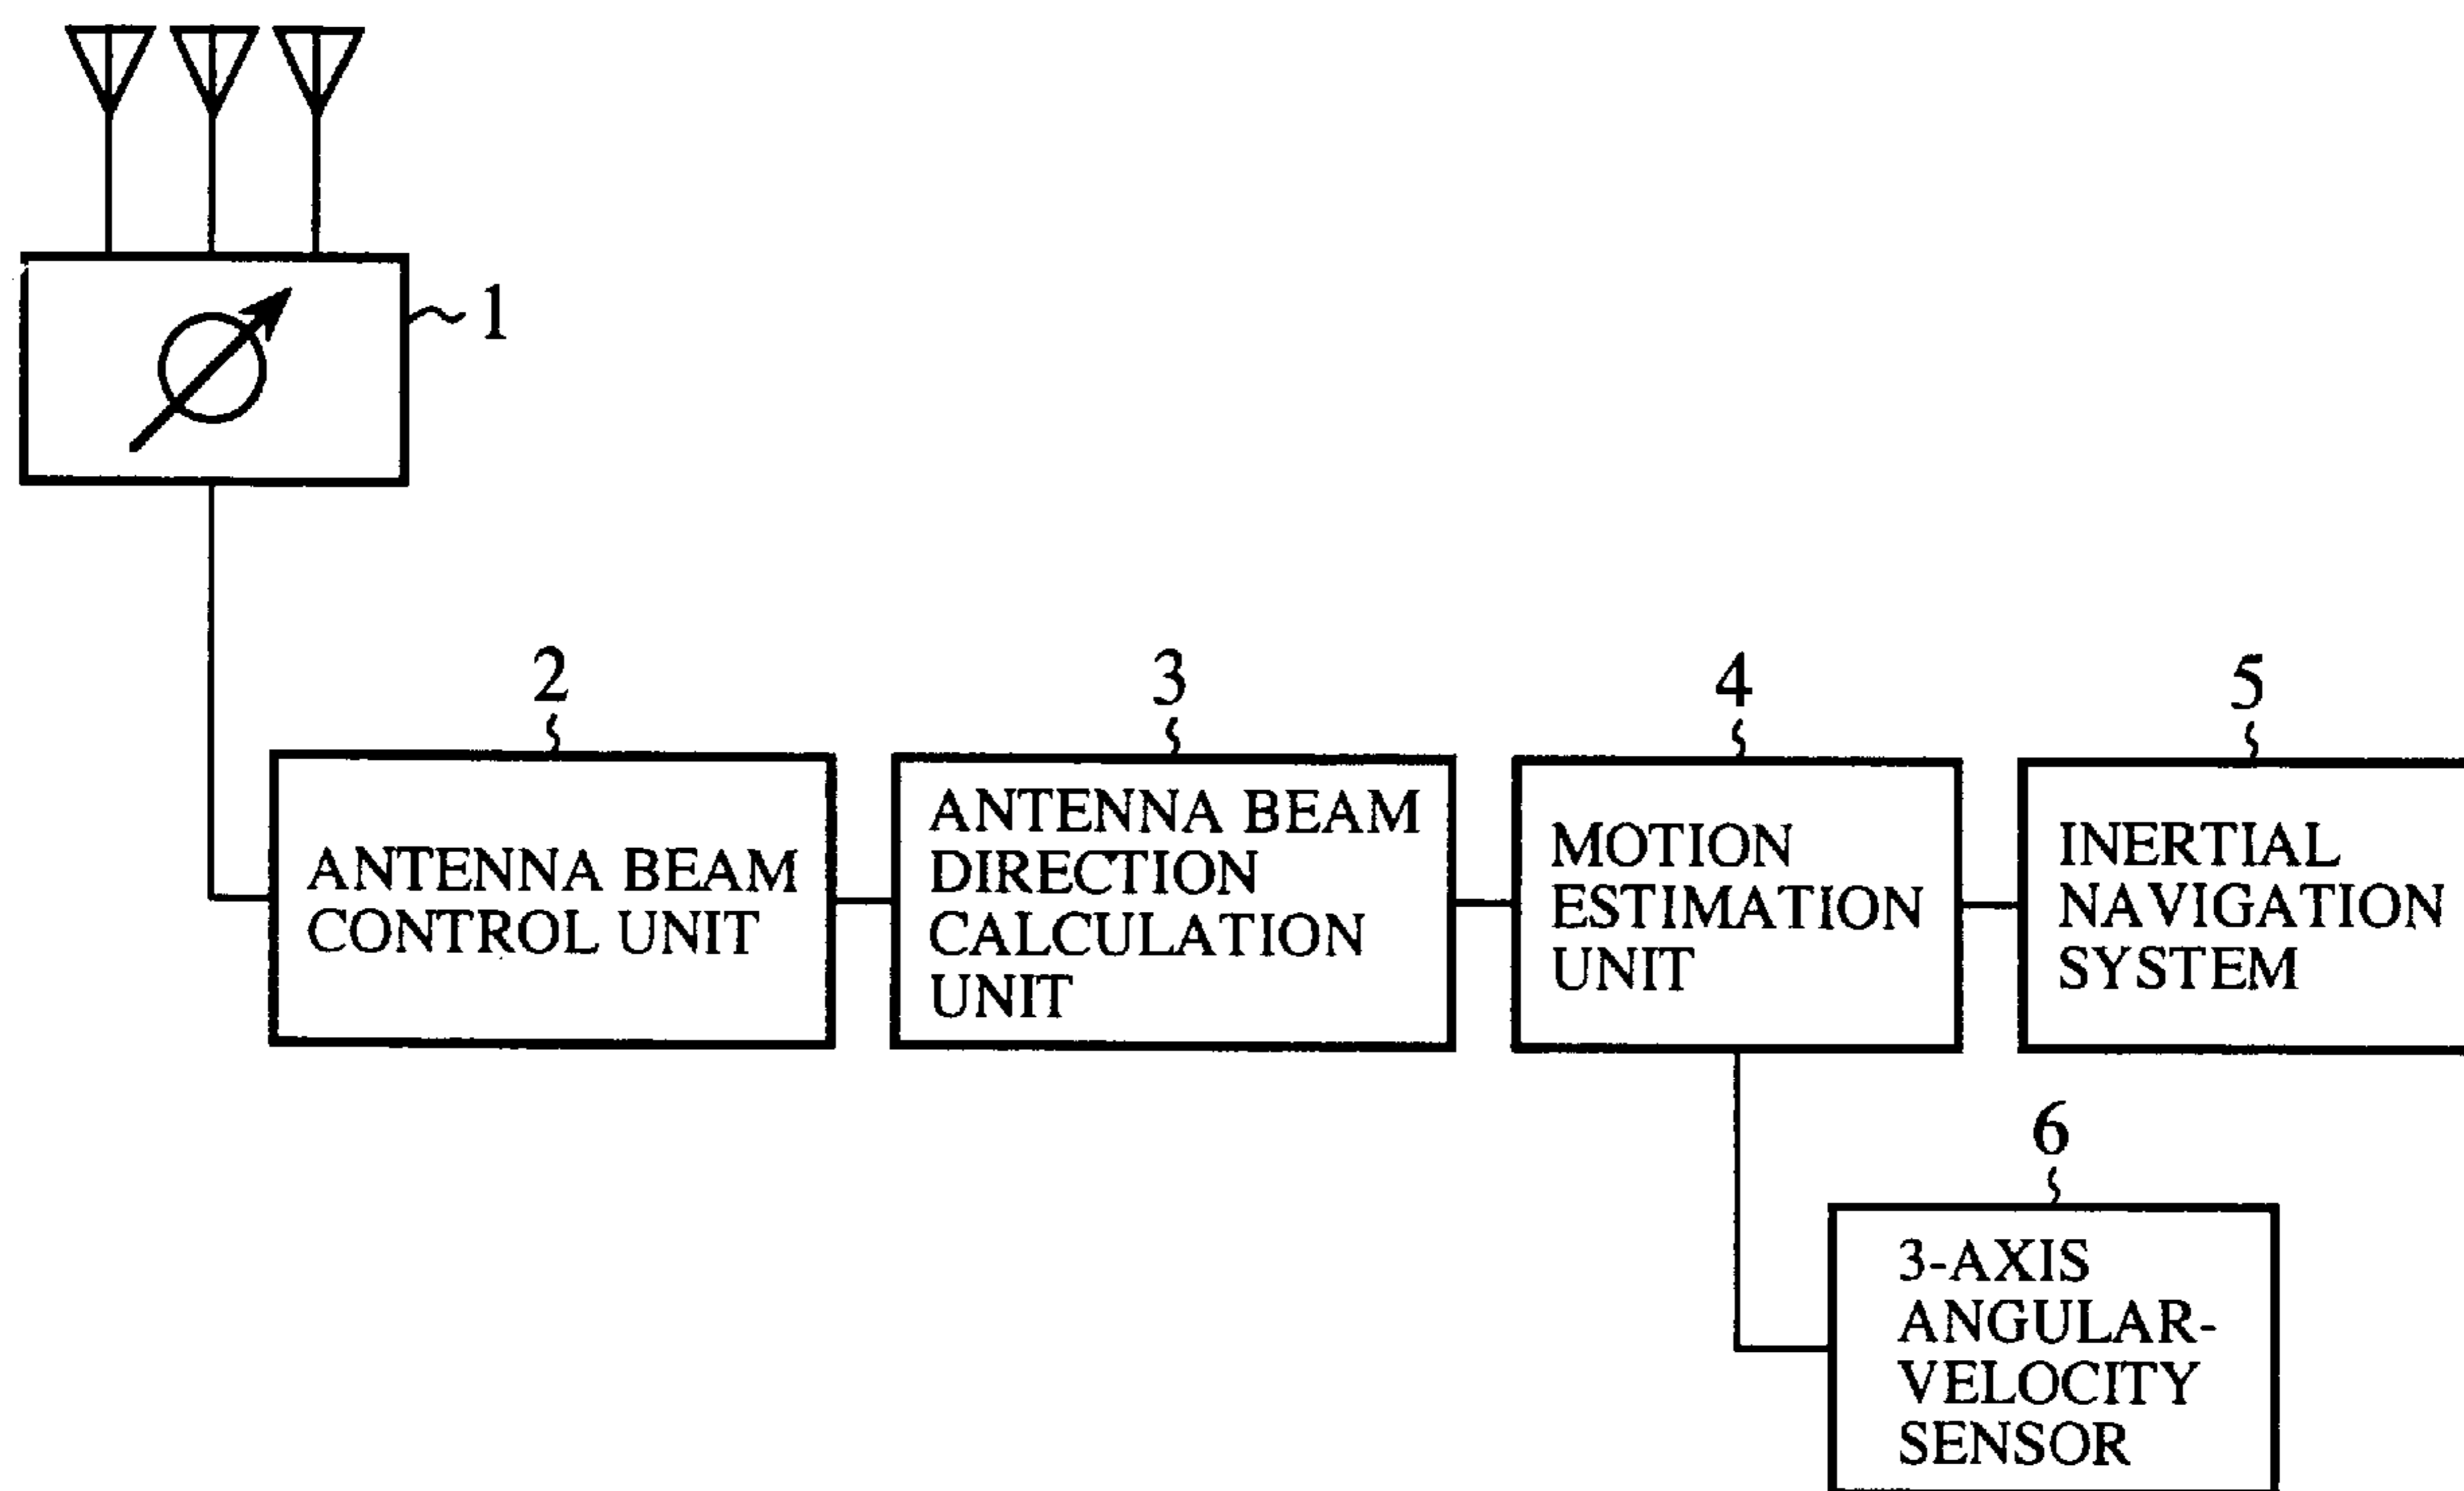 1
2
3
4
5
ANTENNA BEAM
CONTROL UNIT
ANTENNA BEAM
DIRECTION
CALCULATION
UNIT
MOTION
ESTIMATION
UNIT
INERTIAL
NAVIGATION
SYSTEM
6
3-AXIS
ANGULAR-
VELOCITY
SENSOR